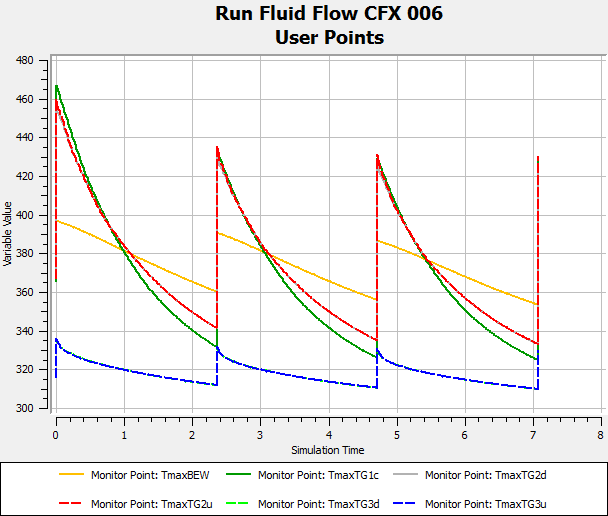 Run Fluid Flow CFX 006
User Points
480
460
440
420
400
380
360
340
320
300
Variable Value
0 1 2 3 4 5 6 7 8
Simulation Time
Monitor Point: TmaxBEW Monitor Point: TmaxTG1c Monitor Point: TmaxTG2d
Monitor Point: TmaxTG2u Monitor Point: TmaxTG3d Monitor Point: TmaxTG3u